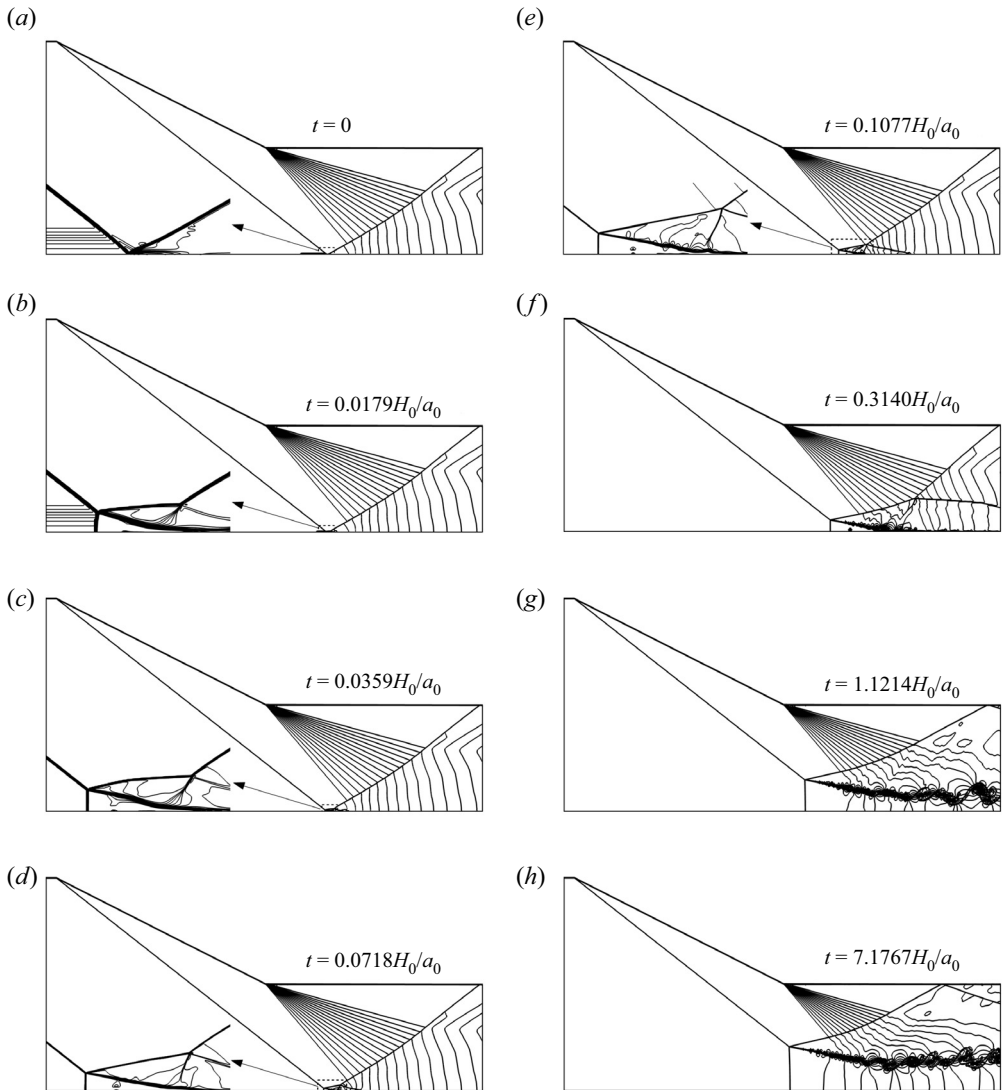 (a)
t = 0
(b)
t = 0.0179H₀/a₀
(c)
t = 0.0359H₀/a₀
(d)
t = 0.0718H₀/a₀
(e)
t = 0.1077H₀/a₀
(f)
t = 0.3140H₀/a₀
(g)
t = 1.1214H₀/a₀
(h)
t = 7.1767H₀/a₀